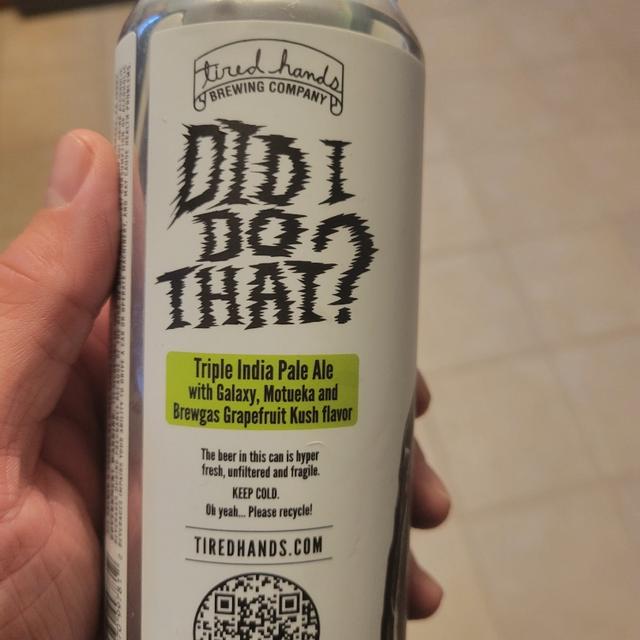 tired hands
BREWING COMPANY
DID I
DO
THAT?
Triple India Pale Ale
with Galaxy, Motueka and
Brewgas Grapefruit Kush flavor
The beer in this can is hyper
fresh, unfiltered and fragile.
KEEP COLD.
Oh yeah... Please recycle!
TIREDHANDS.COM